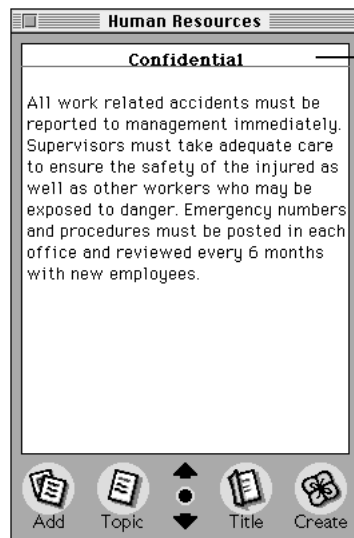 Human Resources
Confidential
All work related accidents must be
reported to management immediately.
Supervisors must take adequate care
to ensure the safety of the injured as
well as other workers who may be
exposed to danger. Emergency numbers
and procedures must be posted in each
office and reviewed every 6 months
with new employees.
Add Topic Title Create